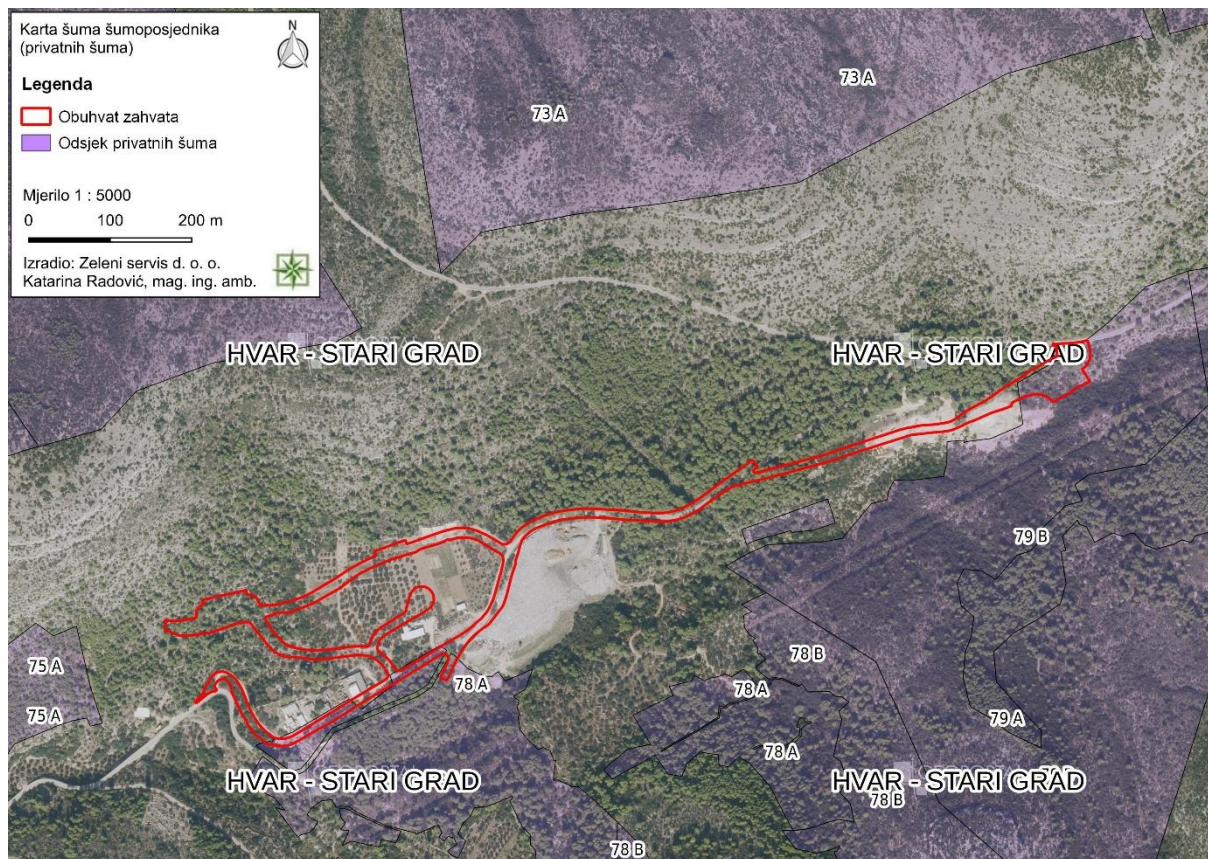 Karta šuma šumoposjednika
(privatnih šuma)
N
Legenda
Obuhvat zahvata
Odsjek privatnih šuma
Mjerilo 1 : 5000
0 100 200 m
Izradio: Zeleni servis d. o. o.
Katarina Radović, mag. ing. amb.
73 A
73 A
HVAR - STARI GRAD
HVAR - STARI GRAD
79 B
75 A
78 A
78 B
78 A
75 A
79 A
78 A
HVAR - STARI GRAD
HVAR - STARI GRAD
78 B
78 B